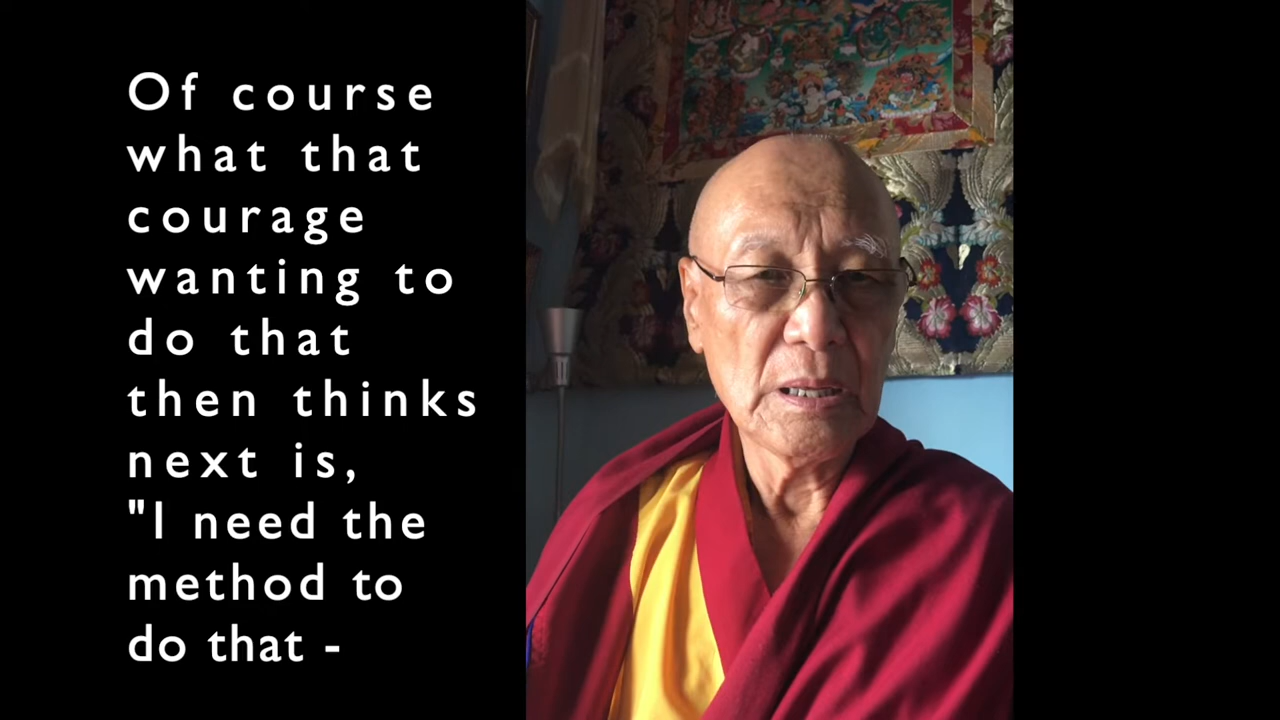 Of course
what that
courage
wanting to
do that
then thinks
next is,
"I need the
method to
do that -